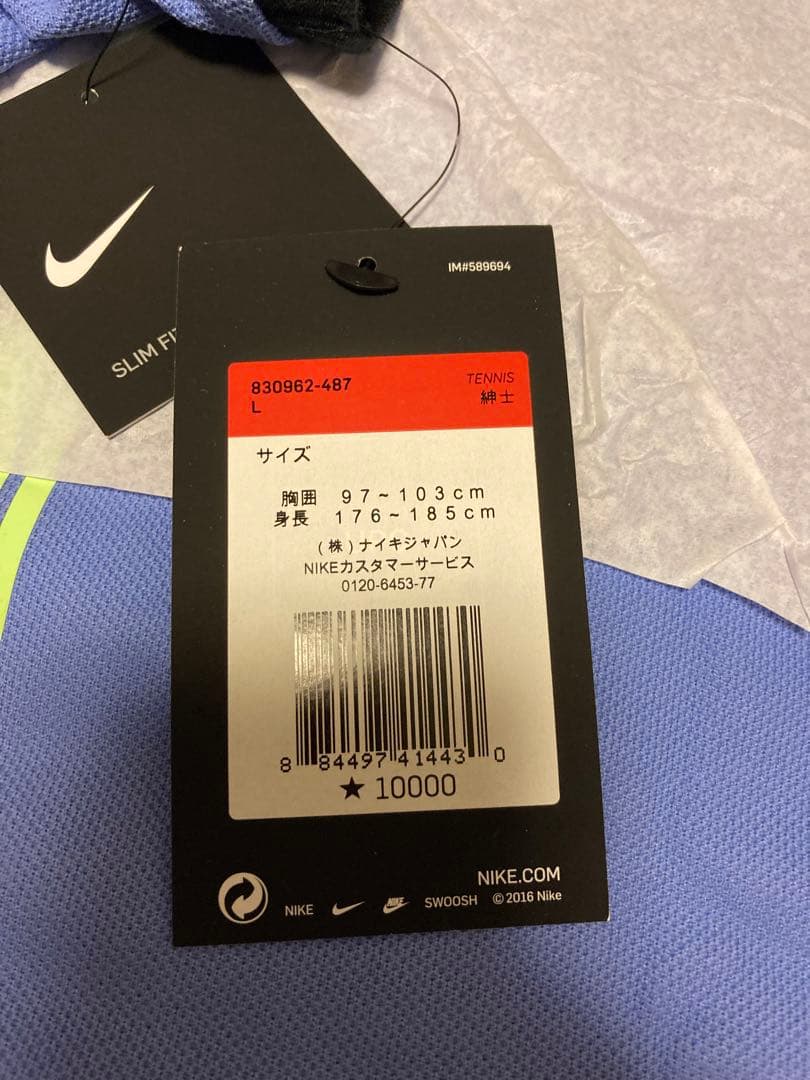 SLIM FI
IM#589694
830962-487
L
TENNIS
紳士
サイズ
胸囲 97~103cm
身長 176~185cm
(株)ナイキジャパン
NIKEカスタマーサービス
0120-6453-77
8 84497 41443 0
★ 10000
NIKE.COM
NIKE NIKE SWOOSH © 2016 Nike